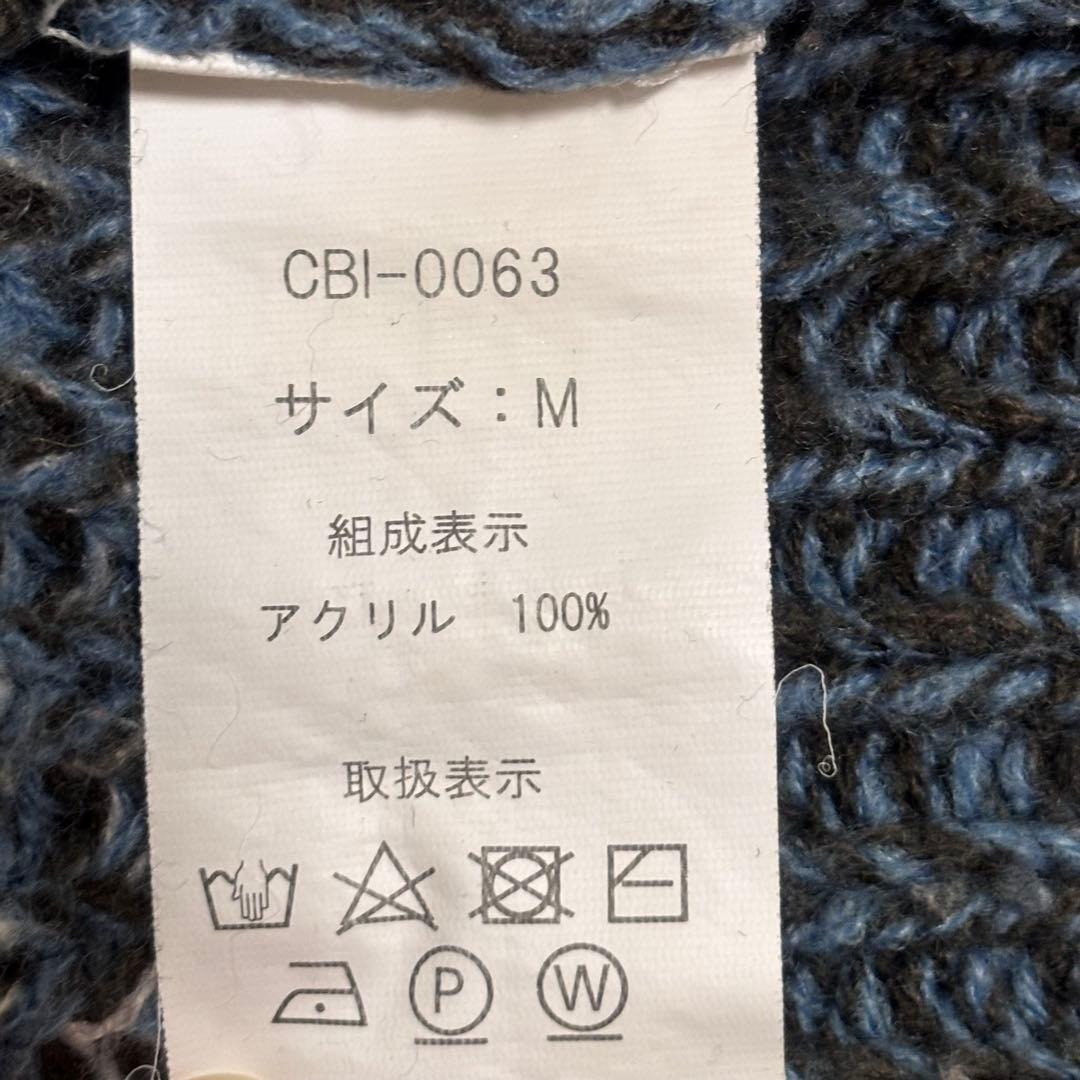 CBI-0063
サイズ：M
組成表示
アクリル　100%
取扱表示
P W